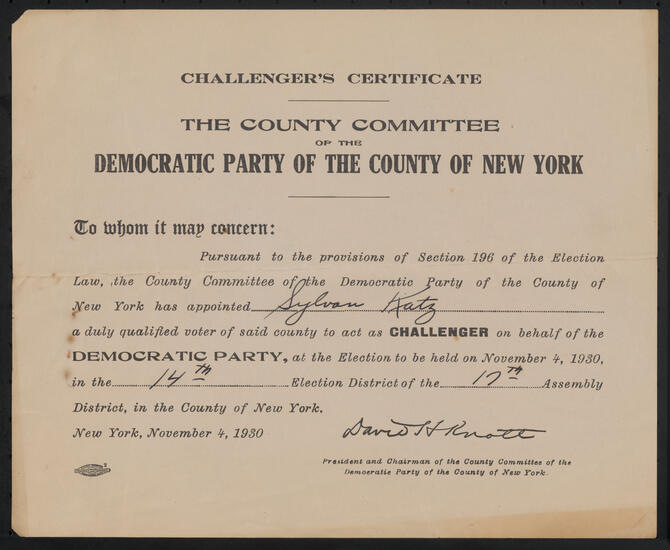 CHALLENGER'S CERTIFICATE
THE COUNTY COMMITTEE
OF THE
DEMOCRATIC PARTY OF THE COUNTY OF NEW YORK
To whom it may concern:
Pursuant to the provisions of Section 196 of the Election
Law, the County Committee of the Democratic Party of the County of
New York has appointed Sylvan Katz
a duly qualified voter of said county to act as CHALLENGER on behalf of the
DEMOCRATIC PARTY, at the Election to be held on November 4, 1930,
in the 14TH Election District of the 17TH Assembly
District, in the County of New York.
New York, November 4, 1930
David H Knott
President and Chairman of the County Committee of the
Democratic Party of the County of New York.